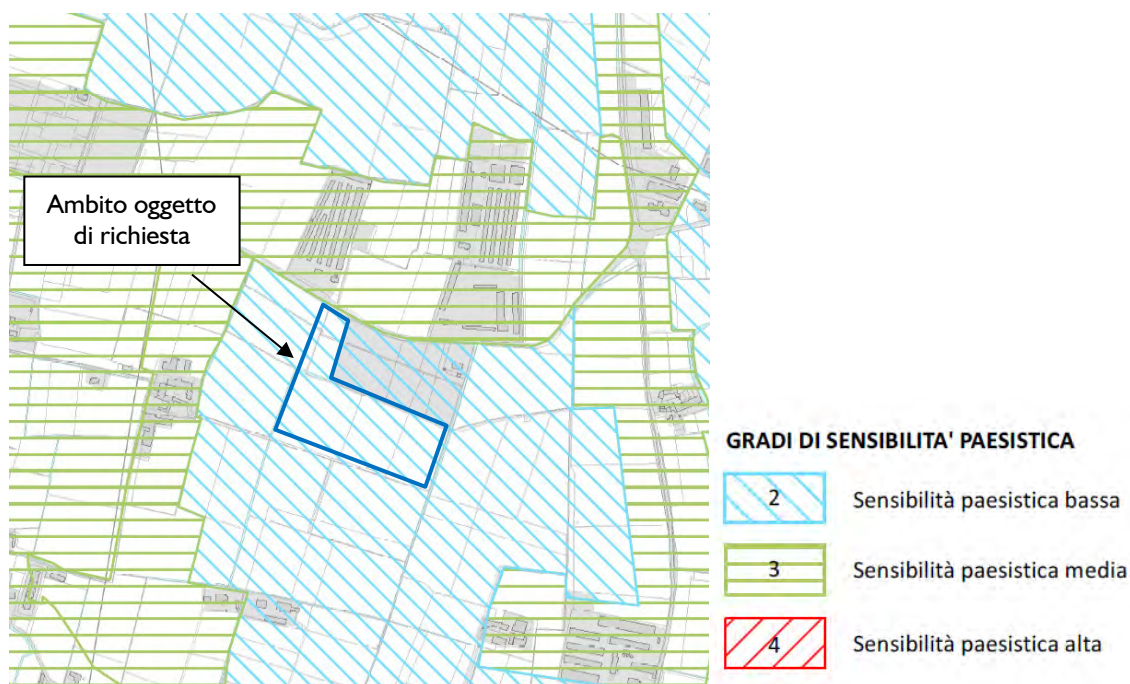 Ambito oggetto
di richiesta
GRADI DI SENSIBILITA' PAESISTICA
2 Sensibilità paesistica bassa
3 Sensibilità paesistica media
4 Sensibilità paesistica alta